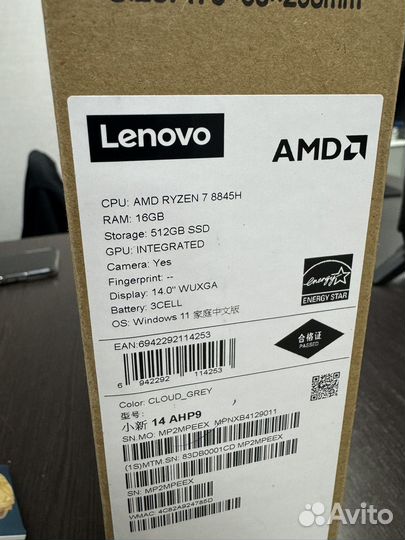 Lenovo
AMD
CPU: AMD RYZEN 7 8845H
RAM: 16GB
Storage: 512GB SSD
GPU: INTEGRATED
Camera: Yes
Fingerprint: --
Display: 14.0" WUXGA
Battery: 3CELL
OS: Windows 11 家庭中文版
ENERGY STAR
EAN:6942292114253
6 942292 114253
合格证
PASSED
Color: CLOUD_GREY
型号:
小新 14 AHP9
SN.MO: MP2MPEEX MPNXB4129011
(1S)MTM SN: 83DB0001CD MP2MPEEX
SN: MP2MPEEX
WMAC: 4C82A924785D
Avito